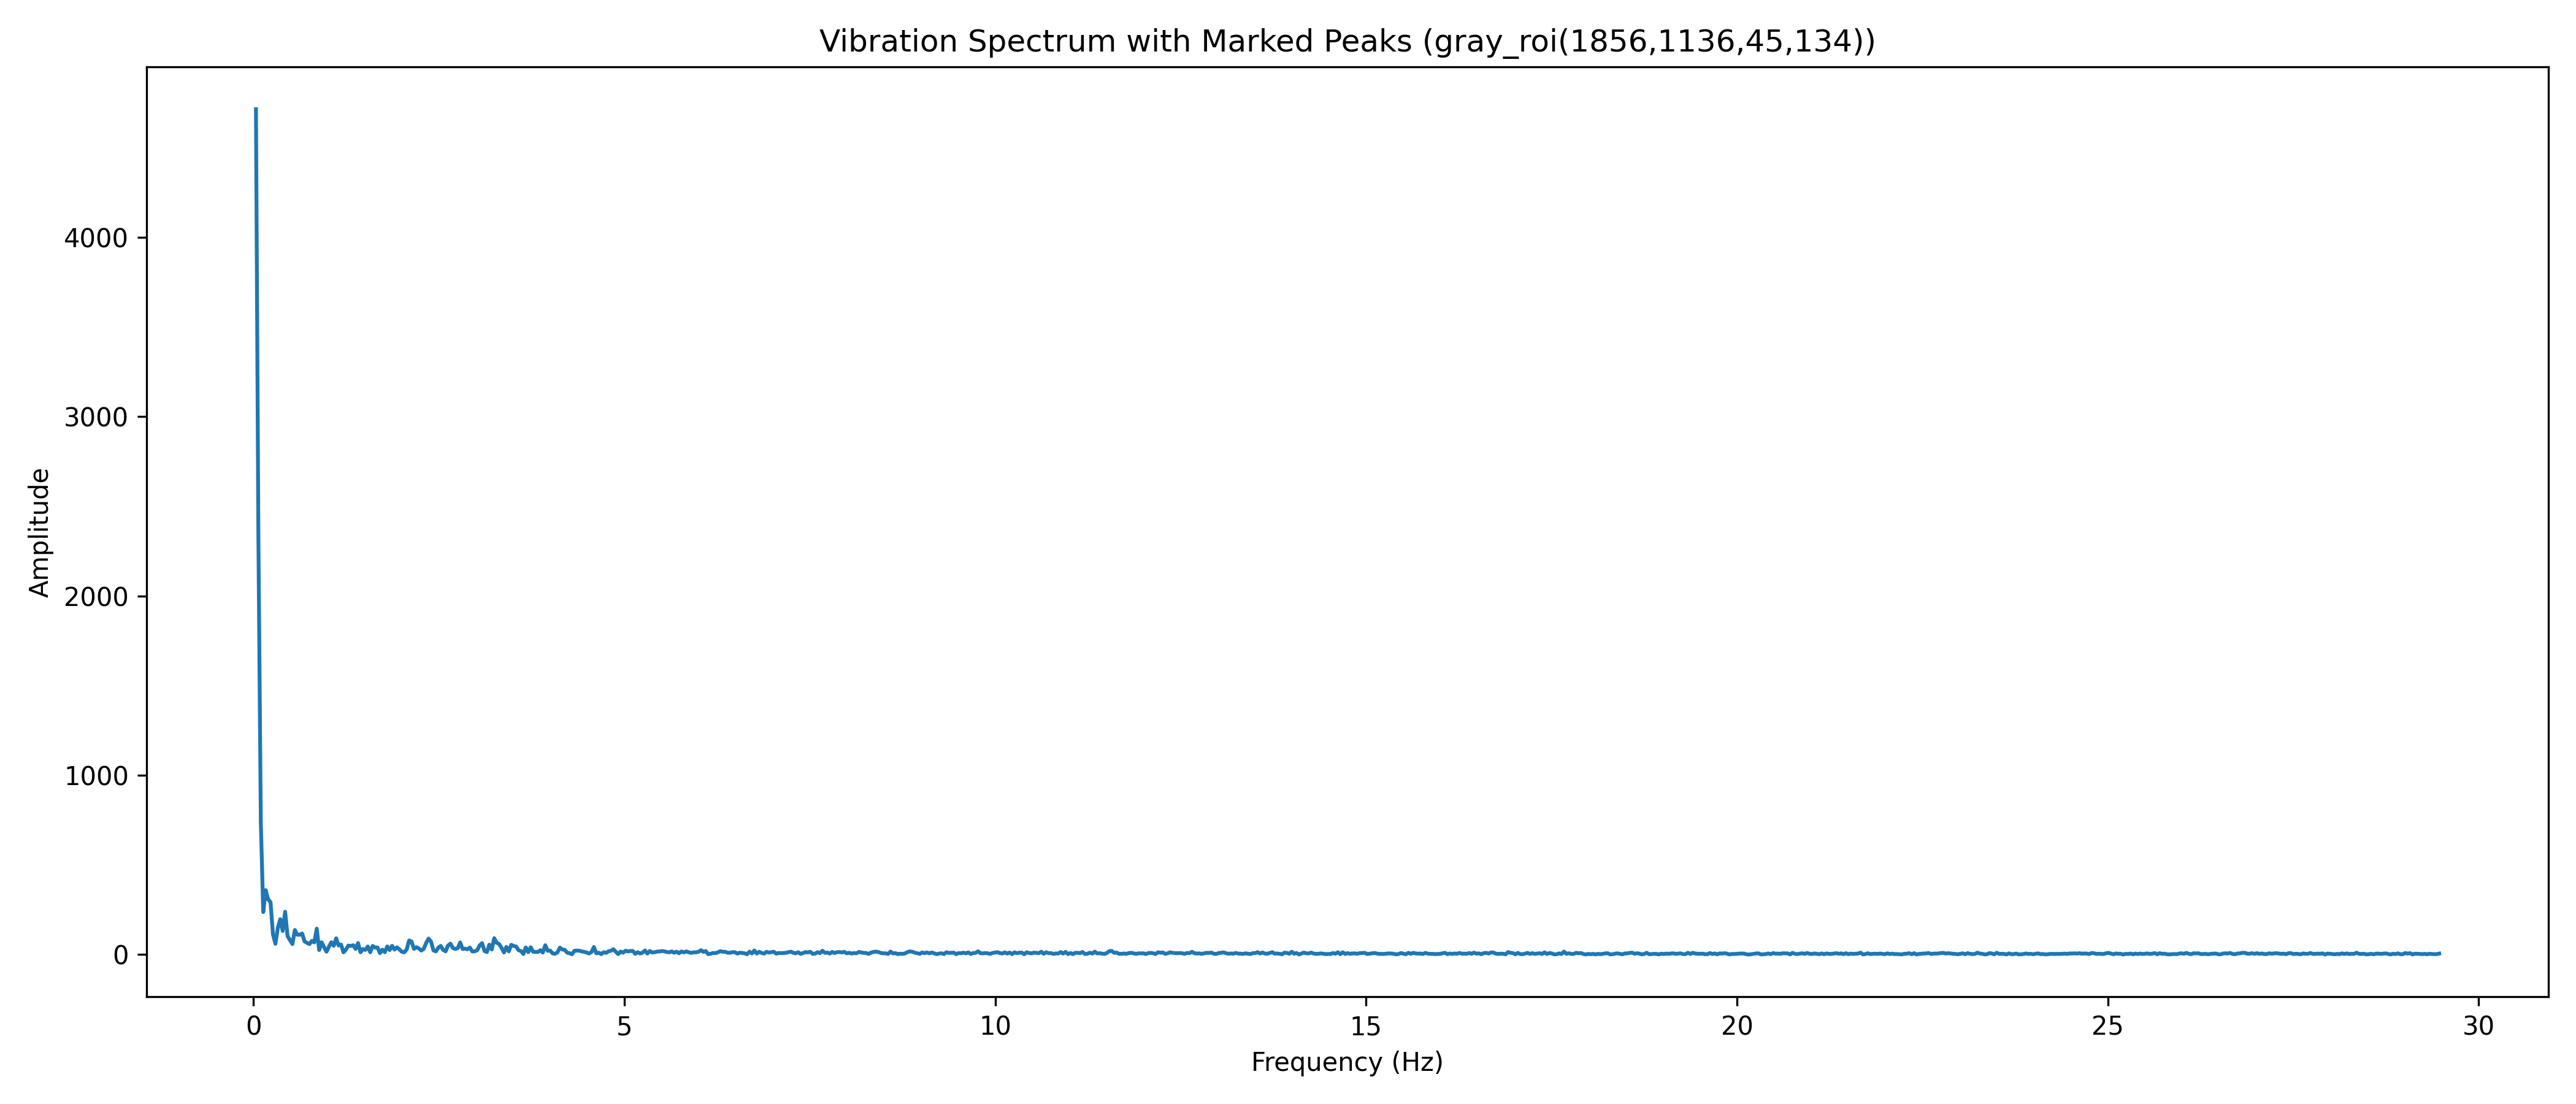 Vibration Spectrum with Marked Peaks (gray_roi(1856,1136,45,134))
Amplitude
4000
3000
2000
1000
0
0 5 10 15 20 25 30
Frequency (Hz)